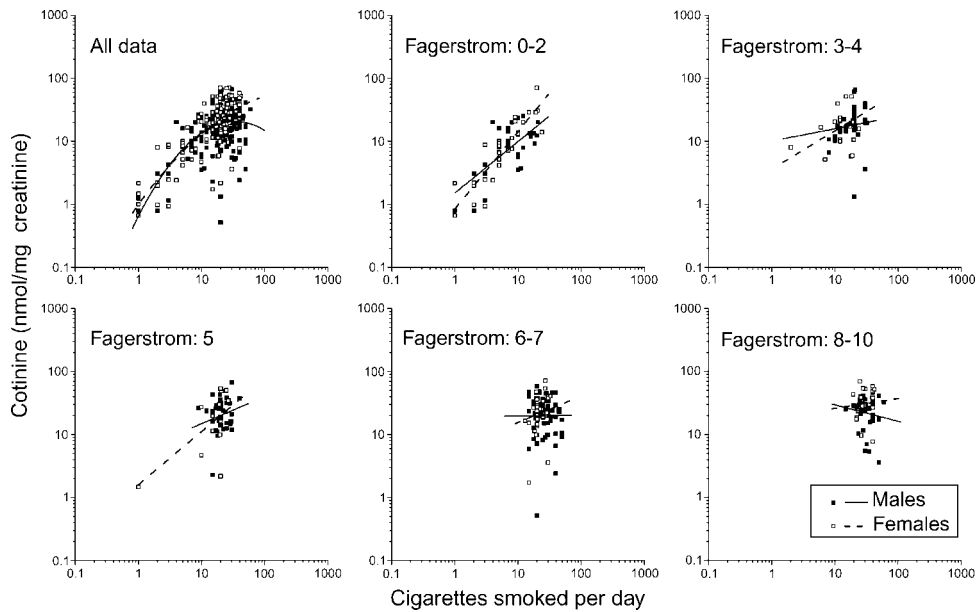 Cotinine (nmol/mg creatinine)
All data
1000
100
10
1
0.1
0.1 1 10 100 1000
Fagerstrom: 0-2
1000
100
10
1
0.1
0.1 1 10 100 1000
Fagerstrom: 3-4
1000
100
10
1
0.1
0.1 1 10 100 1000
Fagerstrom: 5
1000
100
10
1
0.1
0.1 1 10 100 1000
Fagerstrom: 6-7
1000
100
10
1
0.1
0.1 1 10 100 1000
Fagerstrom: 8-10
1000
100
10
1
0.1
0.1 1 10 100 1000
Males
Females
Cigarettes smoked per day